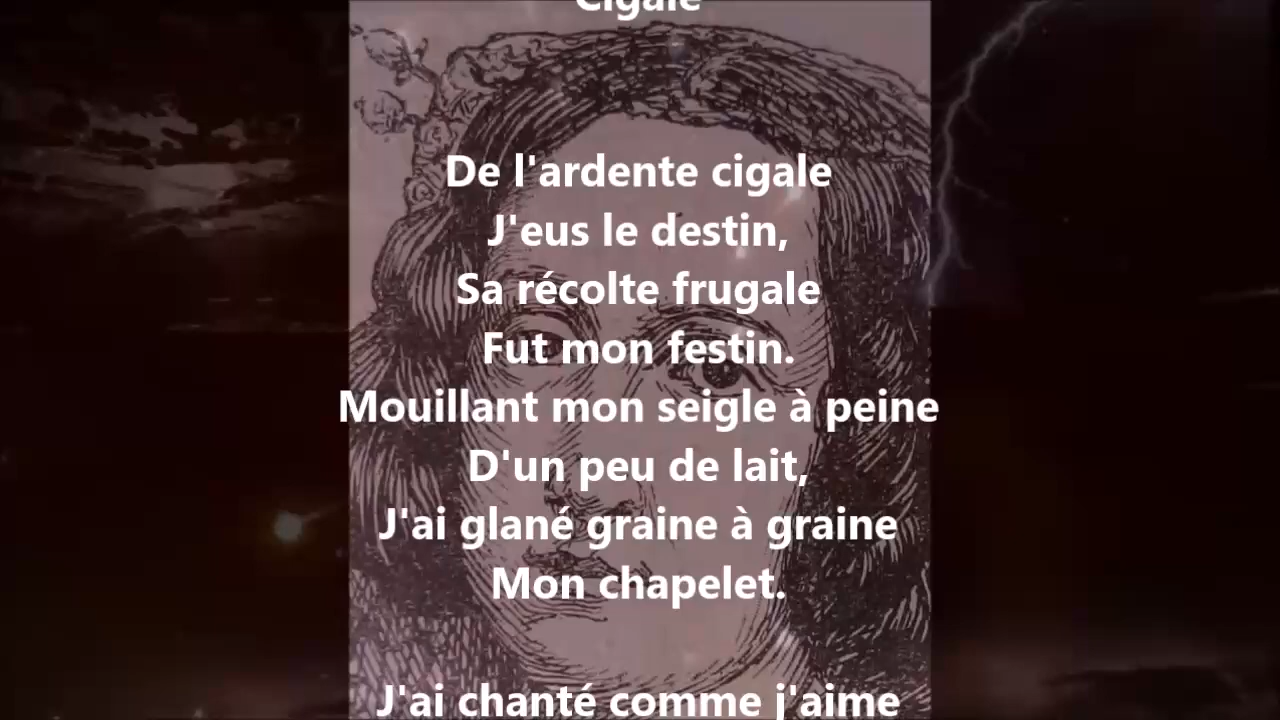 Cigale
De l'ardente cigale
J'eus le destin,
Sa récolte frugale
Fut mon festin.
Mouillant mon seigle à peine
D'un peu de lait,
J'ai glané graine à graine
Mon chapelet.
J'ai chanté comme j'aime